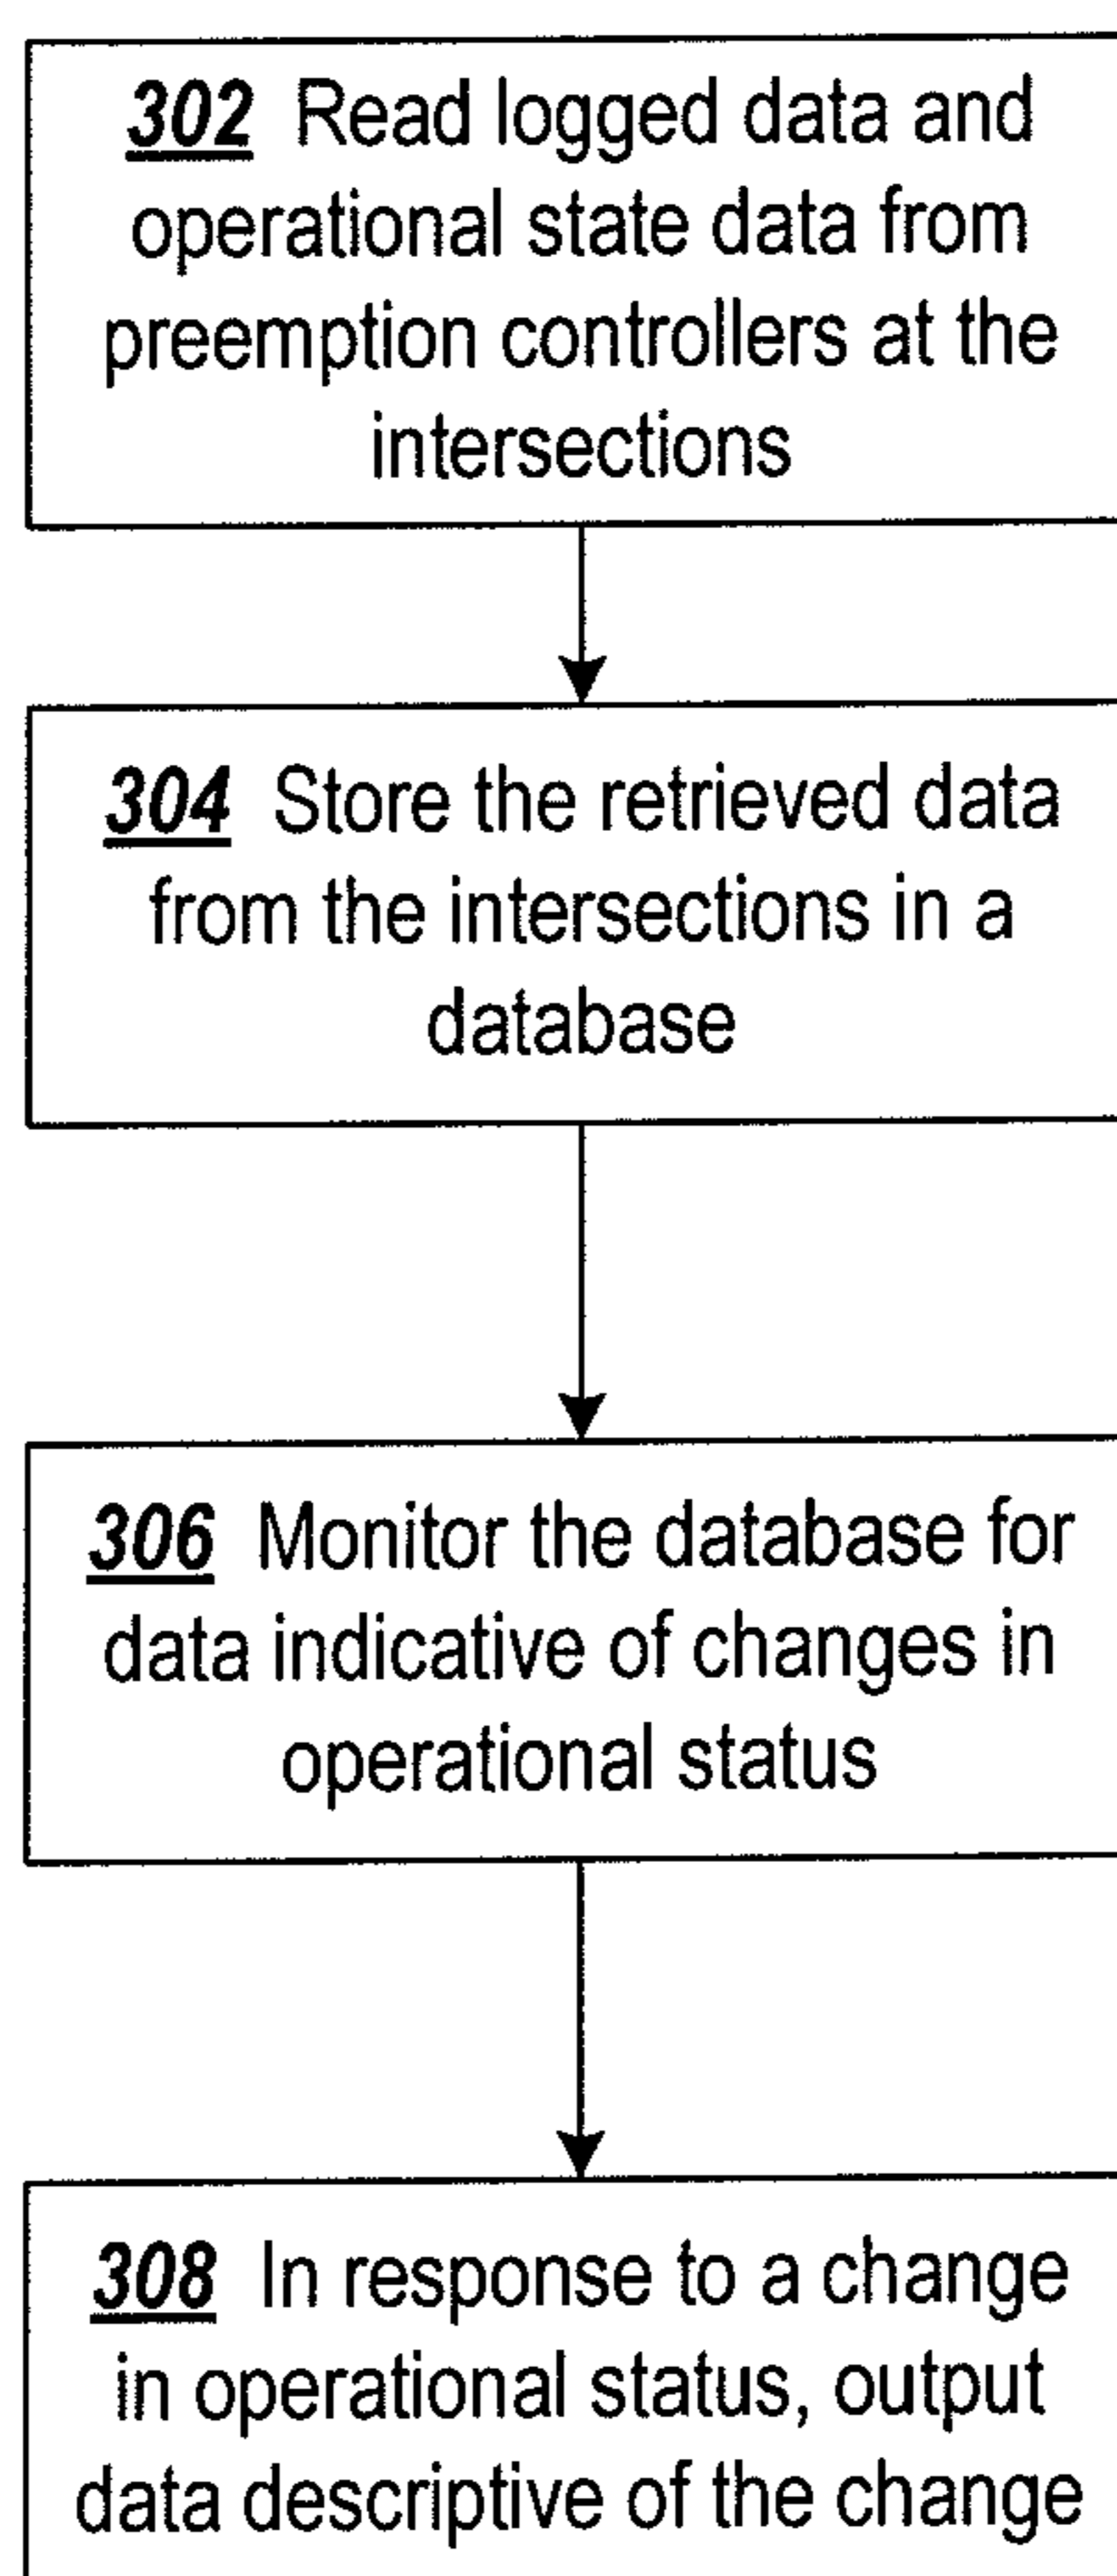 302 Read logged data and
operational state data from
preemption controllers at the
intersections
304 Store the retrieved data
from the intersections in a
database
306 Monitor the database for
data indicative of changes in
operational status
308 In response to a change
in operational status, output
data descriptive of the change